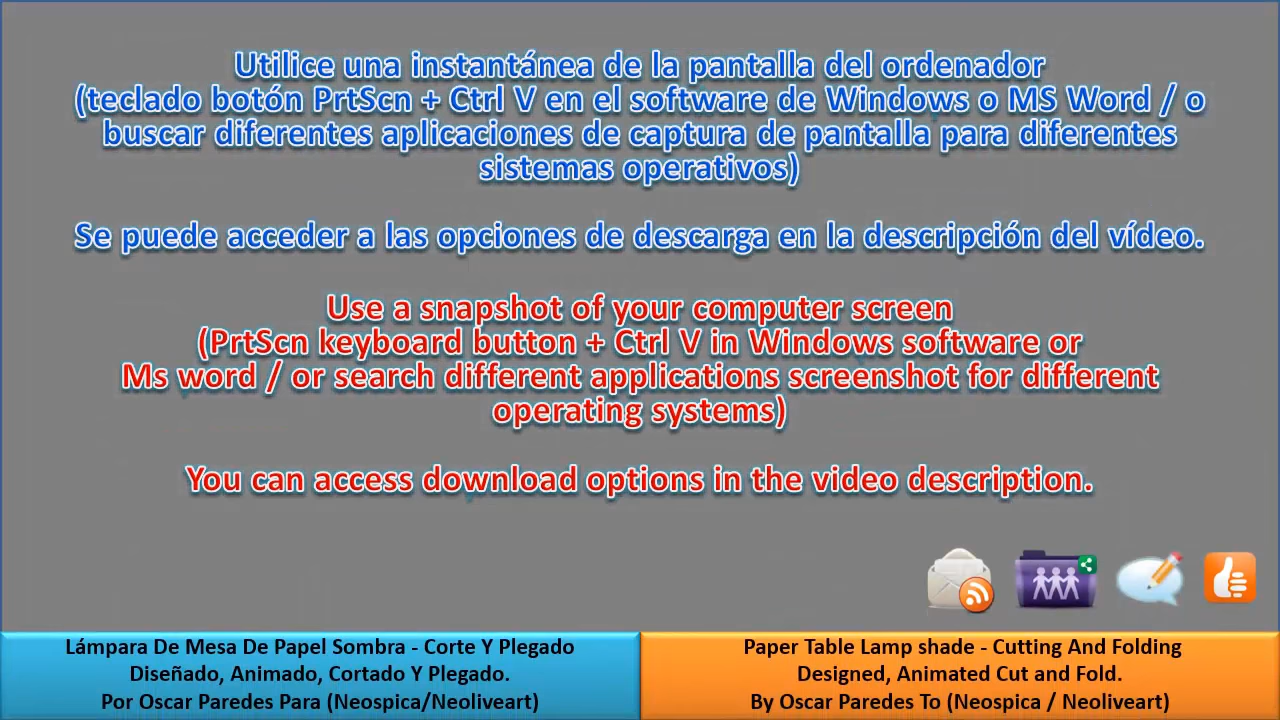 Utilice una instantánea de la pantalla del ordenador
(teclado botón PrtScn + Ctrl V en el software de Windows o MS Word / o
buscar diferentes aplicaciones de captura de pantalla para diferentes
sistemas operativos)
Se puede acceder a las opciones de descarga en la descripción del vídeo.
Use a snapshot of your computer screen
(PrtScn keyboard button + Ctrl V in Windows software or
Ms word / or search different applications screenshot for different
operating systems)
You can access download options in the video description.
Lámpara De Mesa De Papel Sombra - Corte Y Plegado
Diseñado, Animado, Cortado Y Plegado.
Por Oscar Paredes Para (Neospica/Neoliveart)
Paper Table Lamp shade - Cutting And Folding
Designed, Animated Cut and Fold.
By Oscar Paredes To (Neospica / Neoliveart)